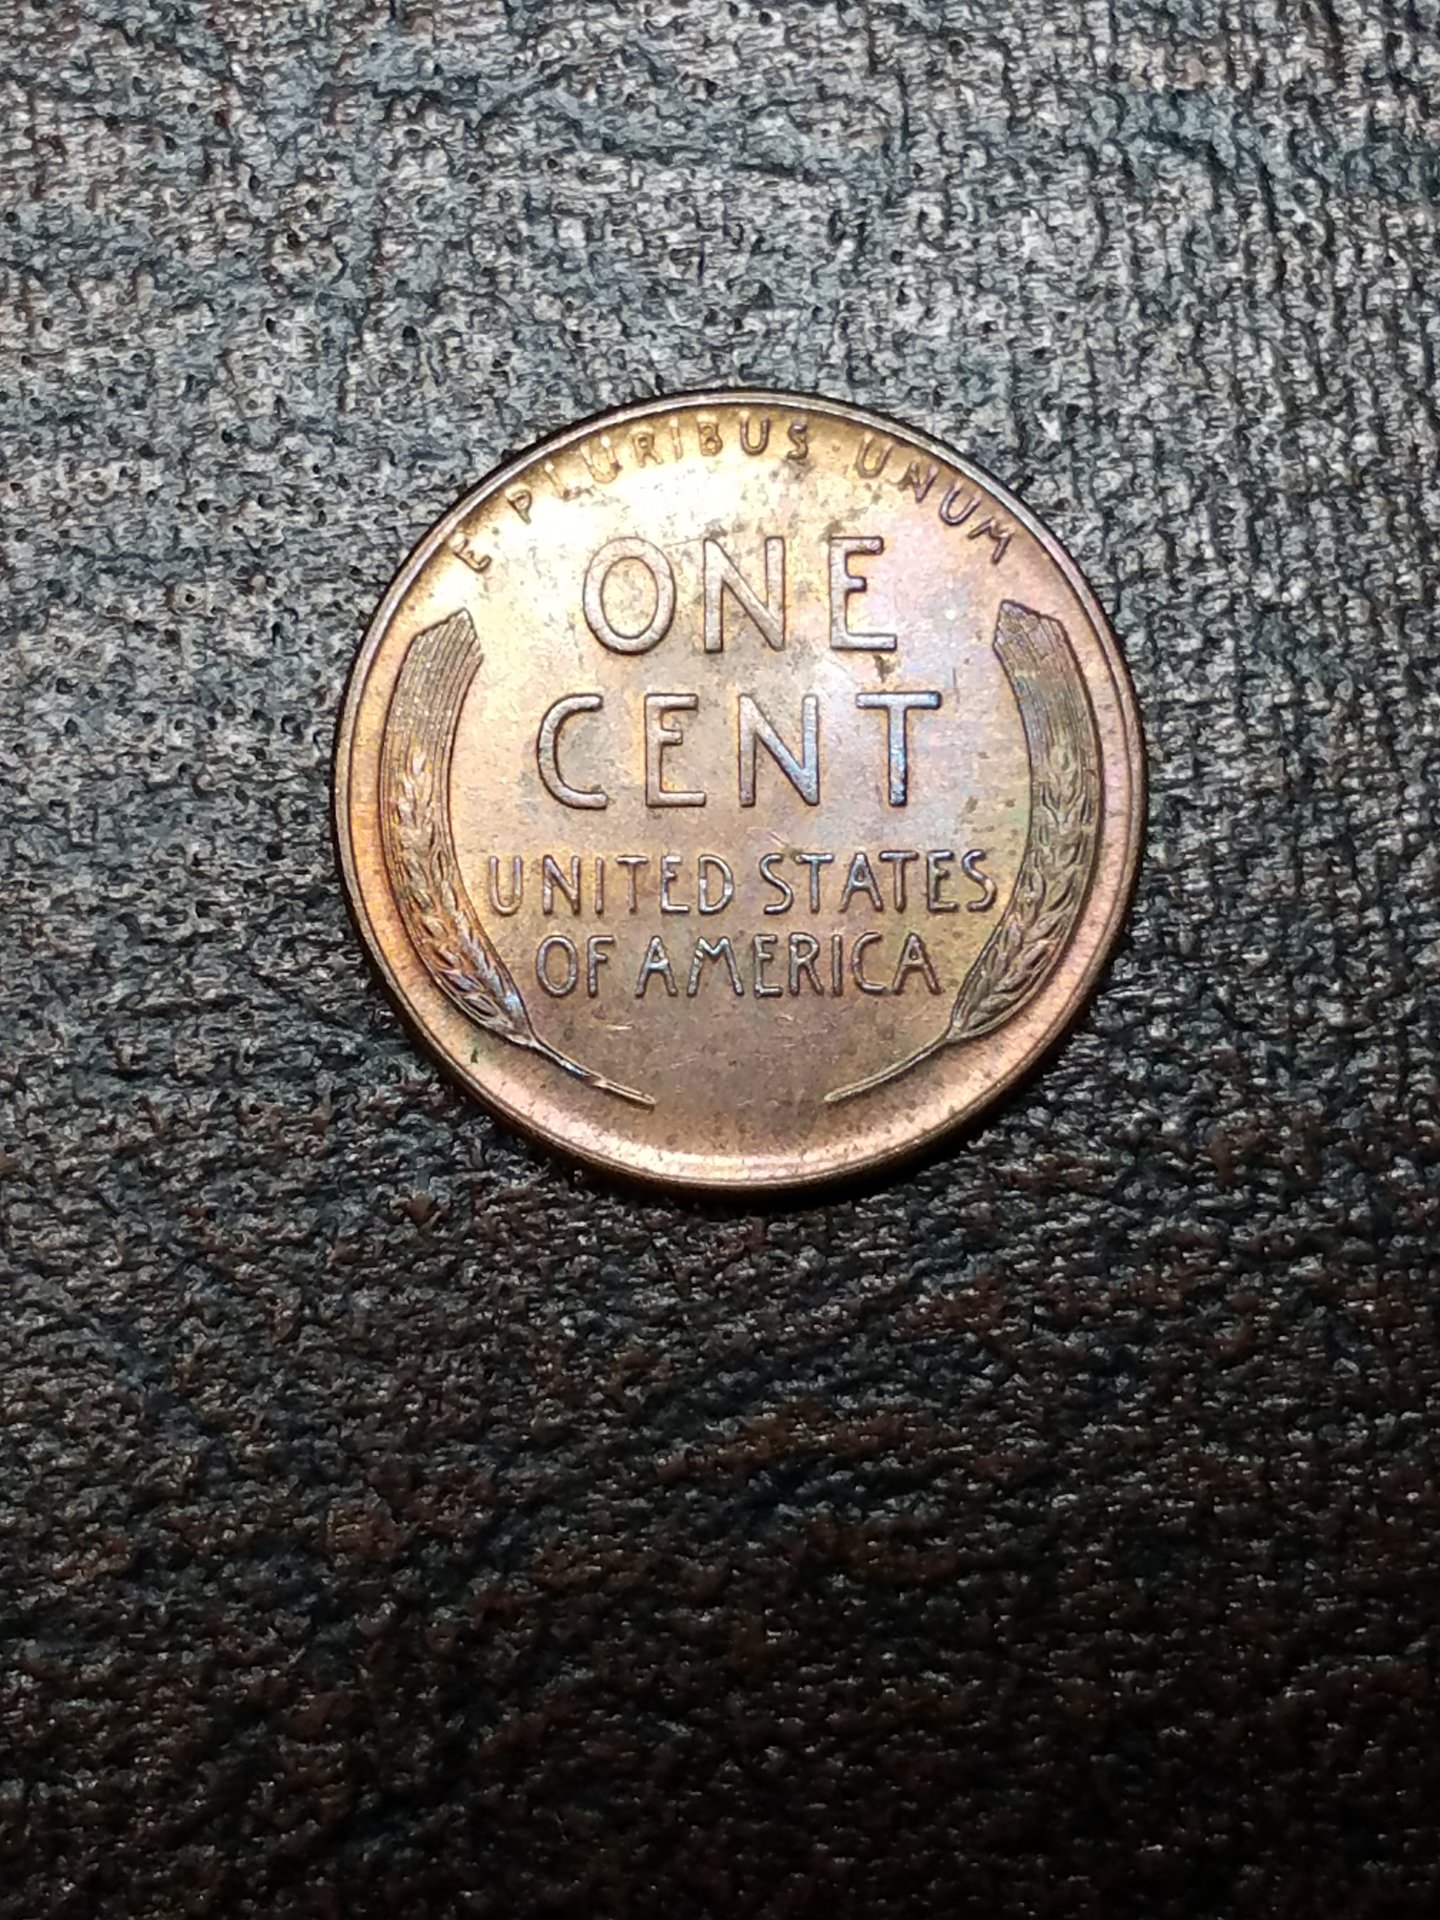 E·PLURIBUS·UNUM
ONE
CENT
UNITED STATES
OF AMERICA